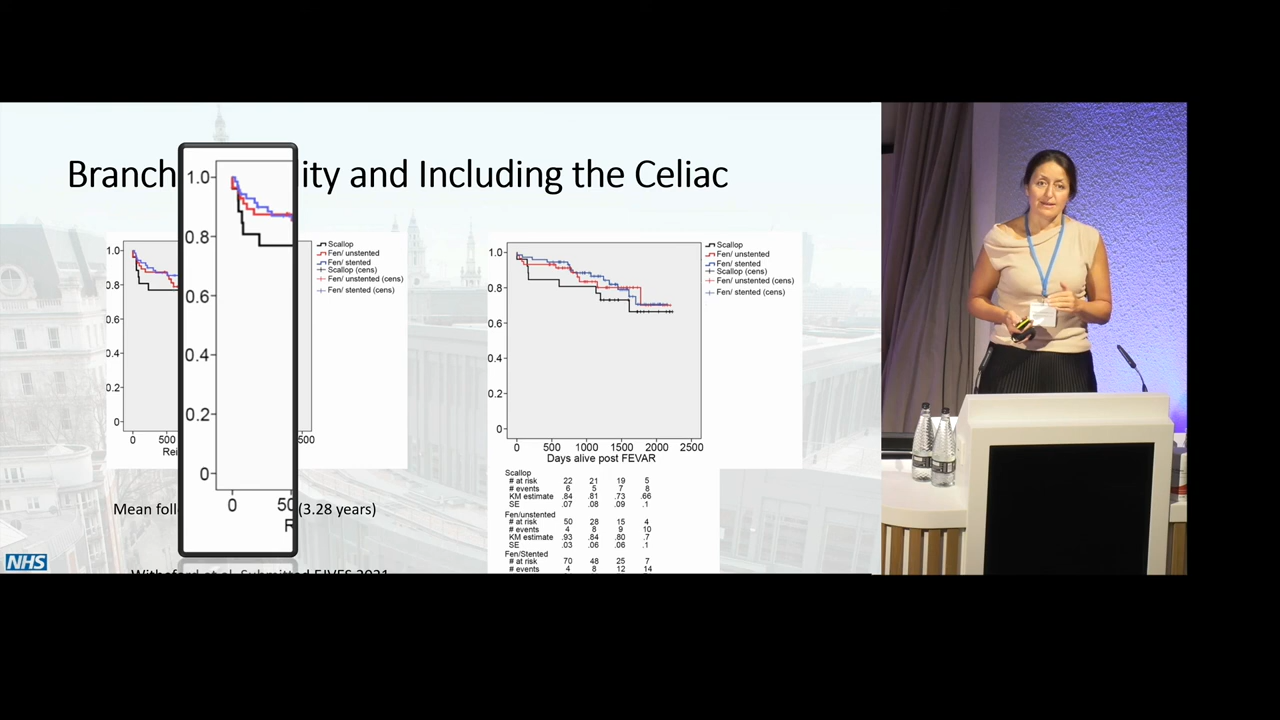 Branch ity and Including the Celiac
1.0
0.8
0.6
0.4
0.2
0
0 500
500
Rei
Scallop
Fen/ unstented
Fen/ stented
Scallop (cens)
Fen/ unstented (cens)
Fen/ stented (cens)
1.0
0.8
0.6
0.4
0.2
0
0 50
R
1.0
0.8
0.6
0.4
0.2
0
0 500 1000 1500 2000 2500
Days alive post FEVAR
Scallop
Fen/ unstented
Fen/ stented
Scallop (cens)
Fen/ unstented (cens)
Fen/ stented (cens)
Scallop
# at risk 22 21 19 5
# events 6 5 7 8
KM estimate .84 .81 .73 .66
SE .07 .08 .09 .1
Fen/unstented
# at risk 50 28 15 4
# events 4 8 9 10
KM estimate .93 .84 .80 .7
SE .03 .06 .06 .1
Fen/Stented
# at risk 70 48 25 7
# events 4 8 12 14
Mean foll (3.28 years)
NHS